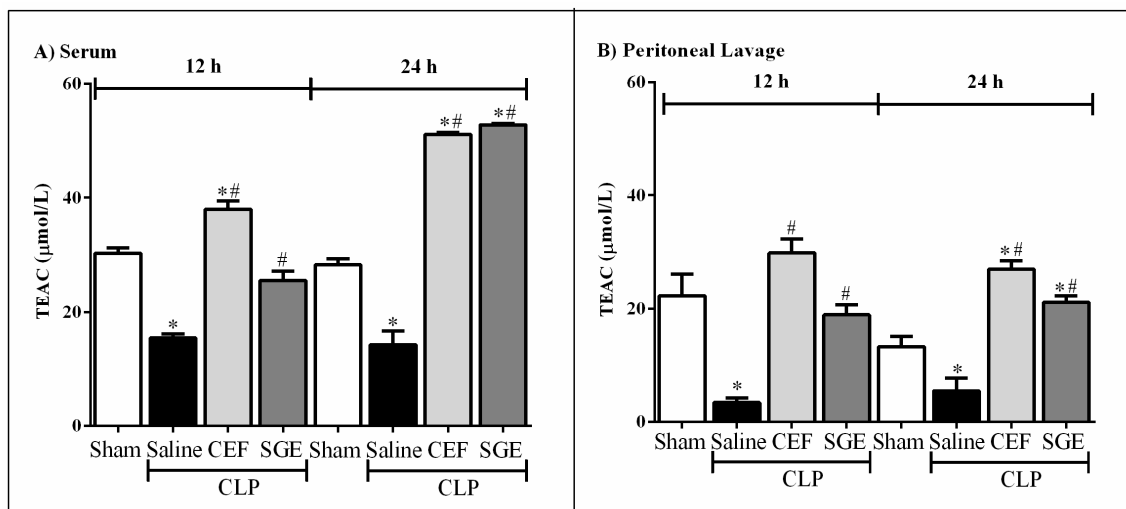 A) Serum
12 h 24 h
60
40
20
0
TEAC (µmol/L)
*
*#
#
*
*#
*#
Sham Saline CEF SGE Sham Saline CEF SGE
CLP CLP
B) Peritoneal Lavage
12 h 24 h
60
40
20
0
TEAC (µmol/L)
*
#
#
*
*#
*#
Sham Saline CEF SGE Sham Saline CEF SGE
CLP CLP